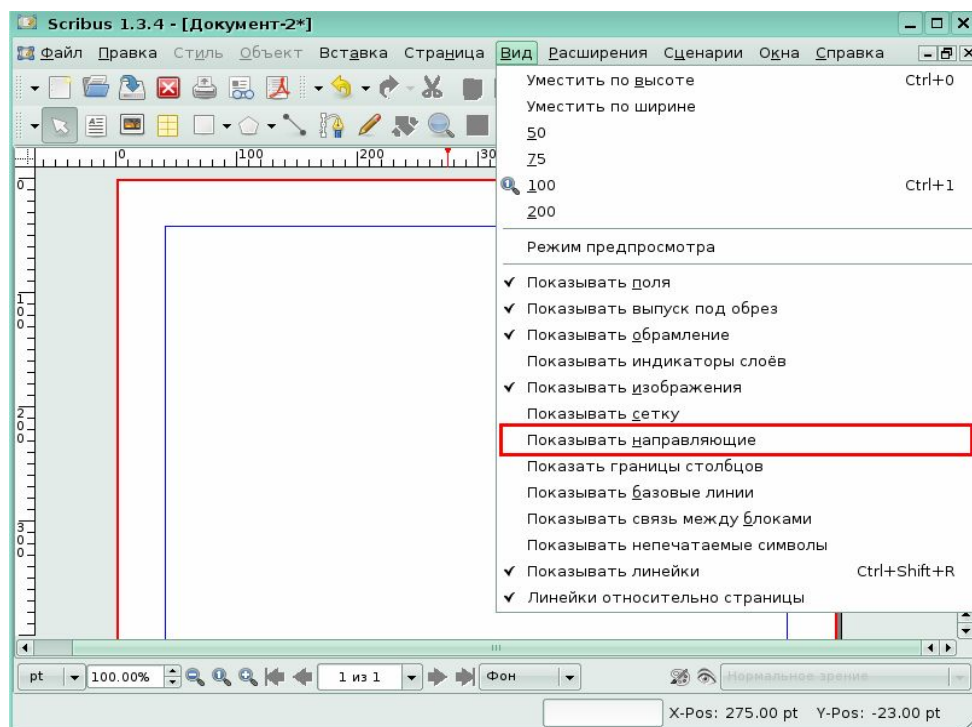 Scribus 1.3.4 - [Документ-2*]
Файл Правка Стиль Объект Вставка Страница Вид Расширения Сценарии Окна Справка
Уместить по высоте Ctrl+0
Уместить по ширине
50
75
100 Ctrl+1
200
Режим предпросмотра
Показывать поля
Показывать выпуск под обрез
Показывать обрамление
Показывать индикаторы слоёв
Показывать изображения
Показывать сетку
Показывать направляющие
Показать границы столбцов
Показывать базовые линии
Показывать связь между блоками
Показывать непечатаемые символы
Показывать линейки Ctrl+Shift+R
Линейки относительно страницы
0 100 200 30
0
100
200
300
pt 100.00% 1 из 1 Фон Нормальное зрение
X-Pos: 275.00 pt Y-Pos: -23.00 pt